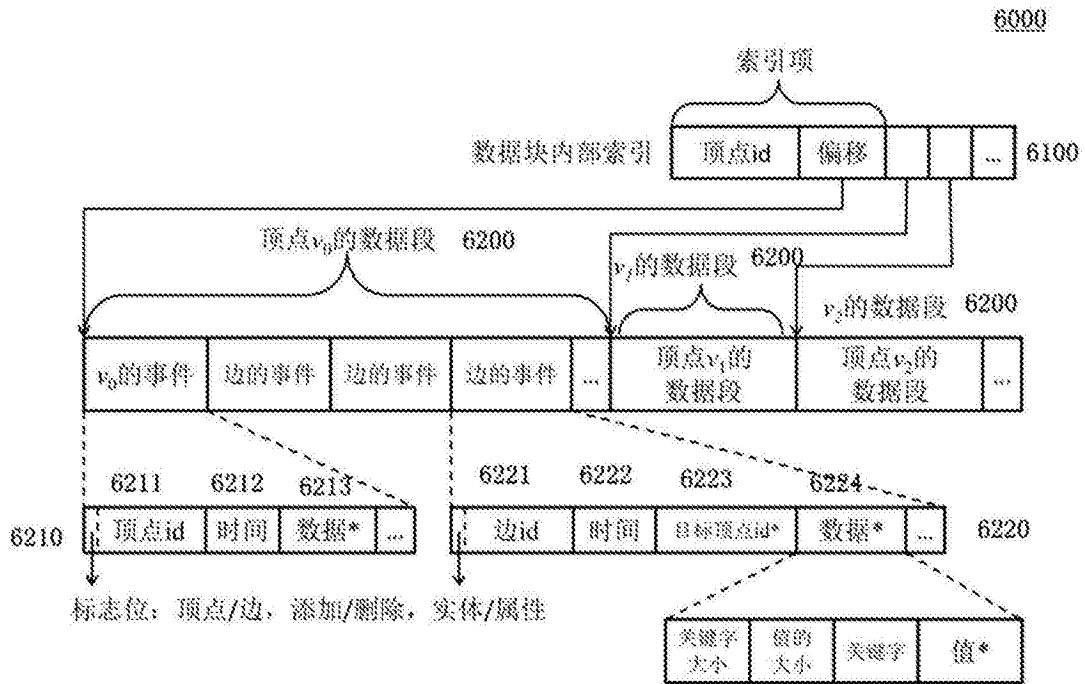 6000
索引项
数据块内部索引 顶点id 偏移 ... 6100
顶点v0的数据段 6200
v1的数据段 6200
v2的数据段 6200
v0的事件 边的事件 边的事件 边的事件 ... 顶点v1的数据段 顶点v2的数据段 ...
6211 6212 6213 6221 6222 6223 6224
6210 顶点id 时间 数据* ... 边id 时间 目标顶点id* 数据* ... 6220
标志位：顶点/边，添加/删除，实体/属性
关键字大小 值的大小 关键字 值*